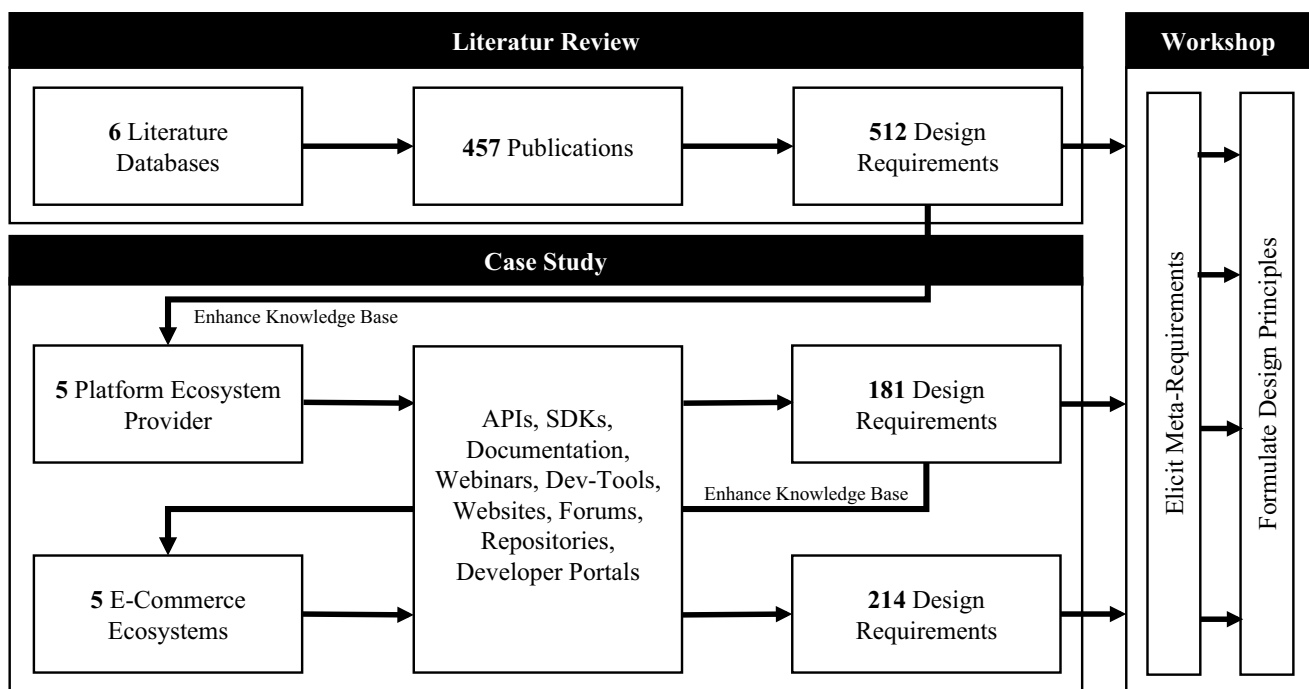 Literatur Review
6 Literature
Databases
457 Publications
512 Design
Requirements
Case Study
Enhance Knowledge Base
5 Platform Ecosystem
Provider
APIs, SDKs,
Documentation,
Webinars, Dev-Tools,
Websites, Forums,
Repositories,
Developer Portals
181 Design
Requirements
Enhance Knowledge Base
5 E-Commerce
Ecosystems
214 Design
Requirements
Workshop
Elicit Meta-Requirements
Formulate Design Principles